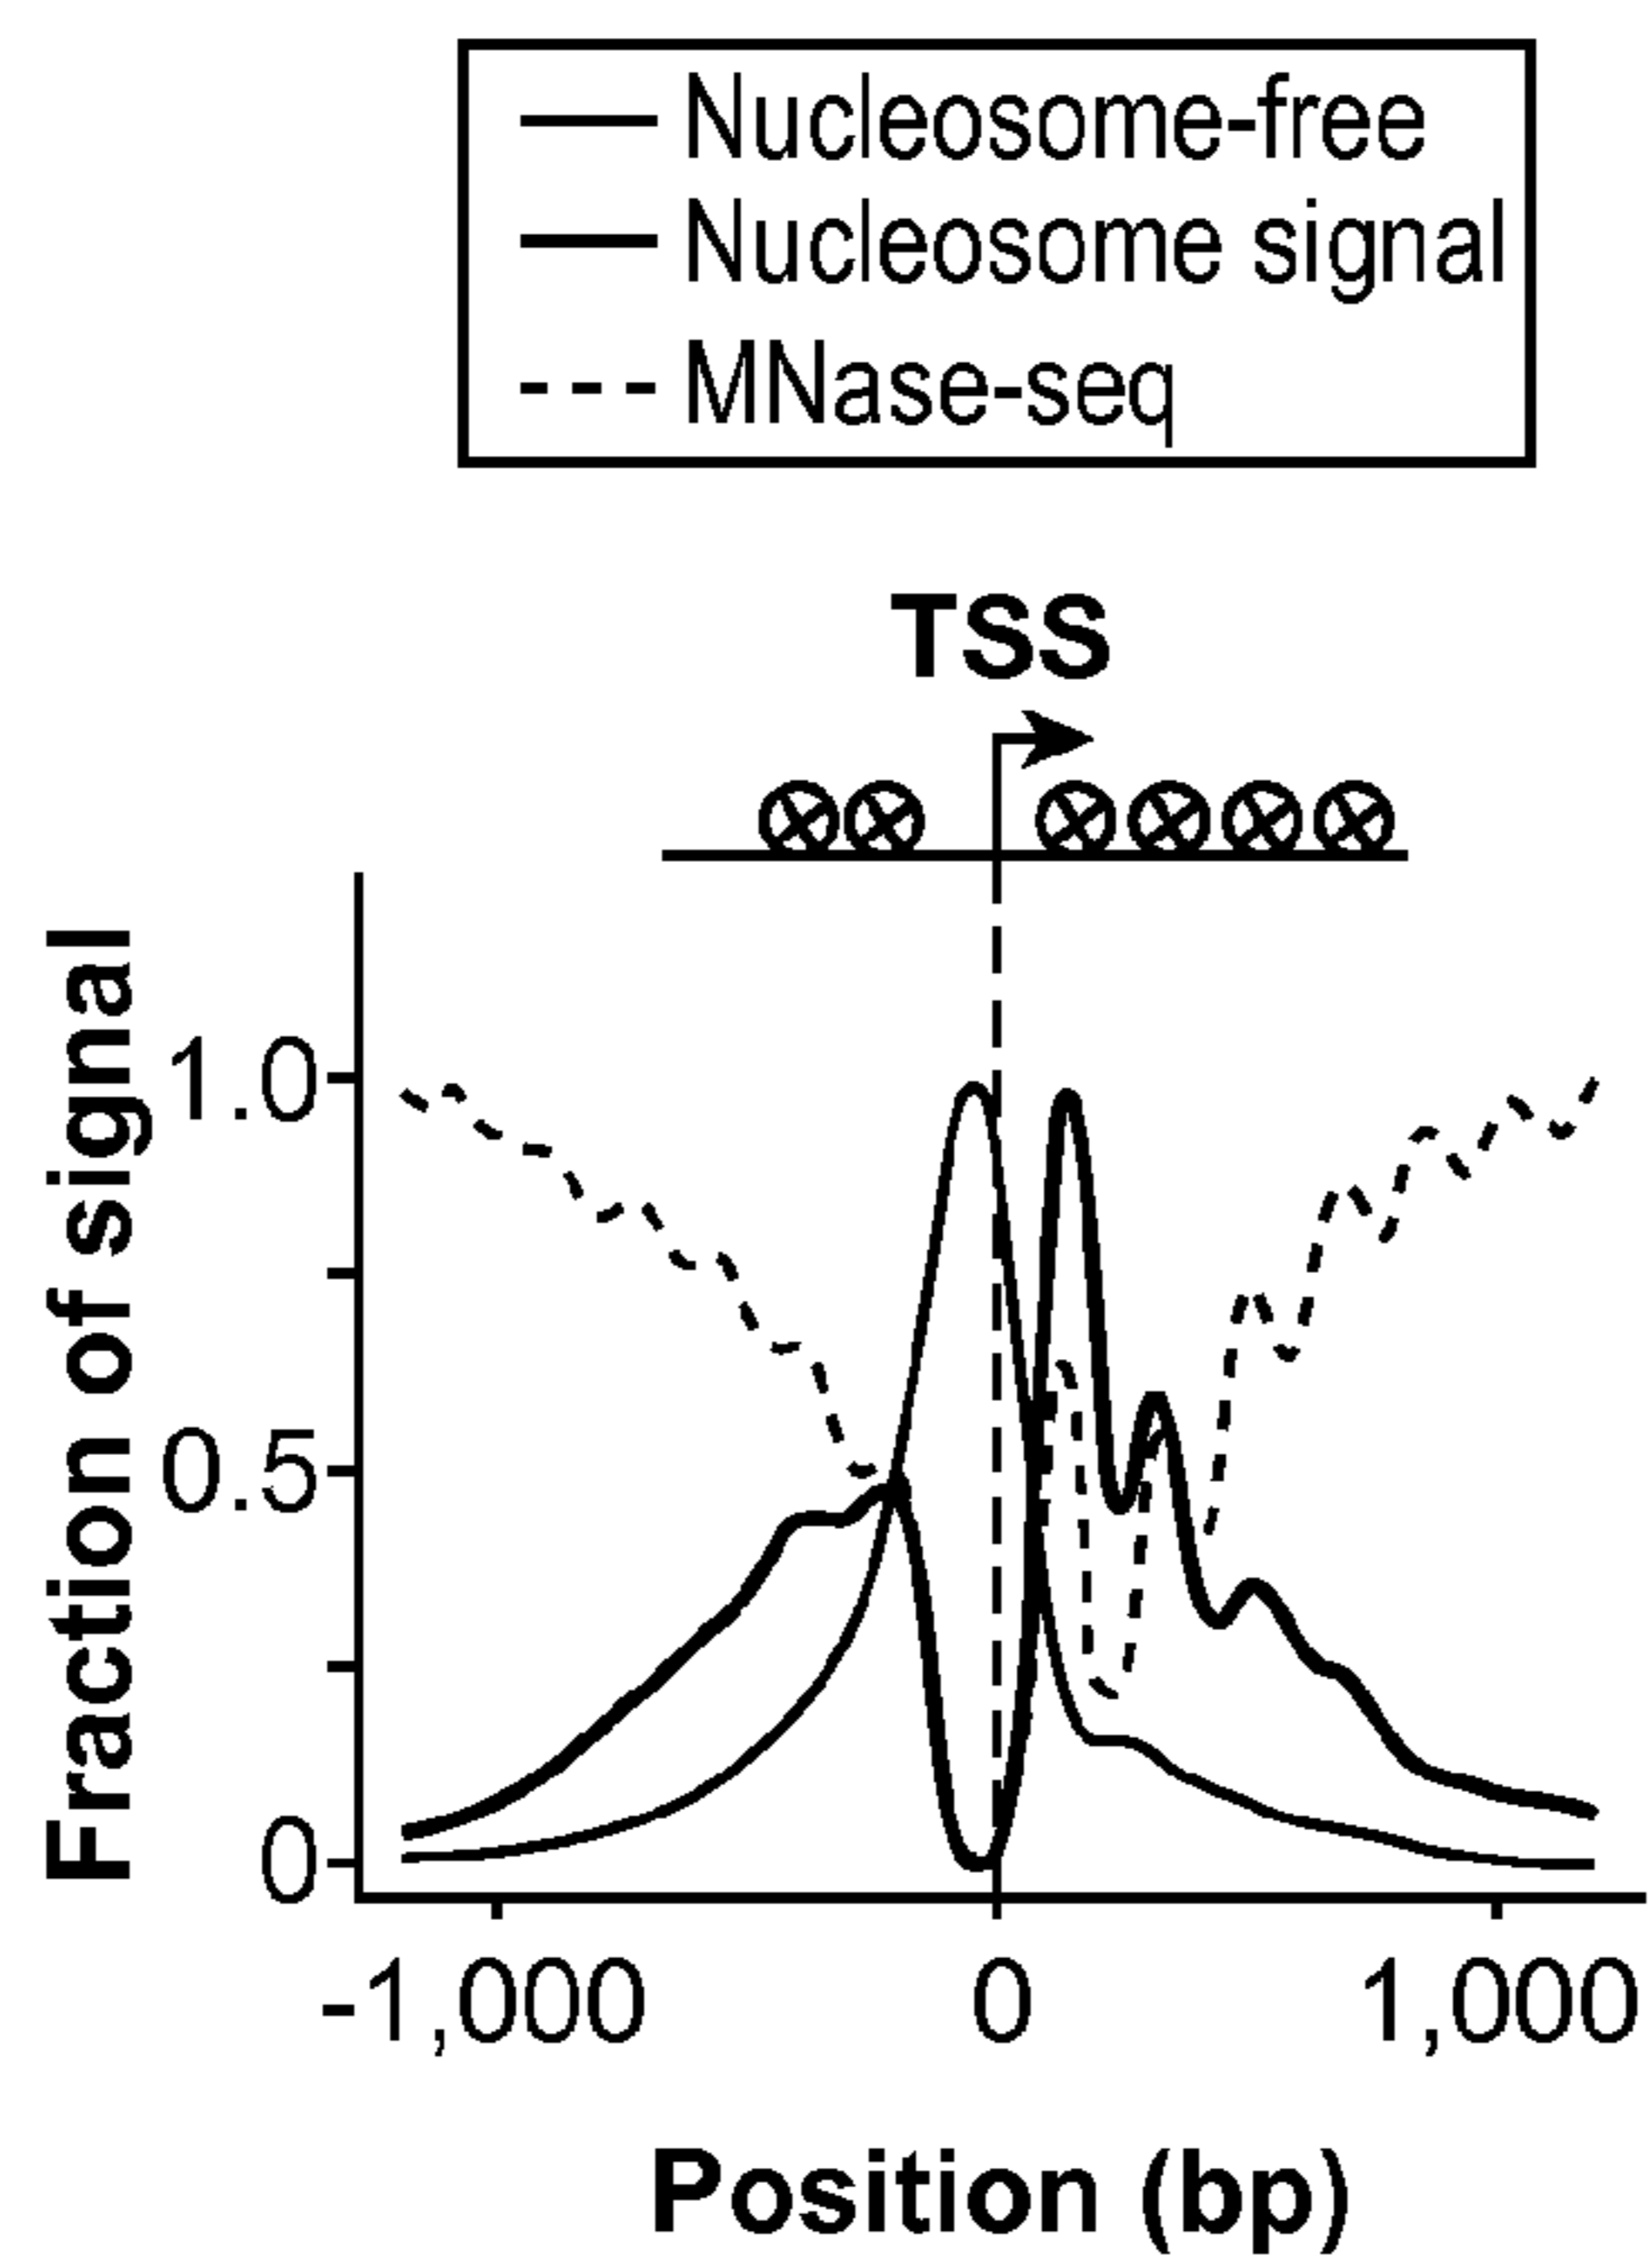 Nucleosome-free
Nucleosome signal
MNase-seq
TSS
Fraction of signal
1.0
0.5
0
-1,000
0
1,000
Position (bp)